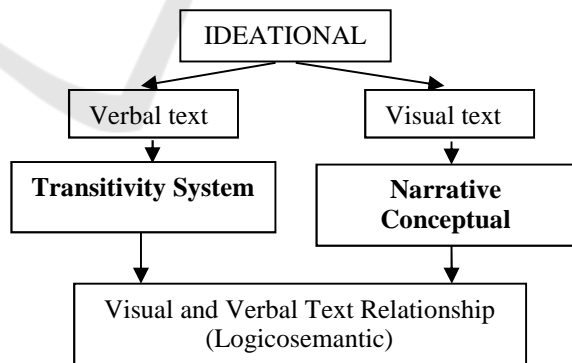 IDEATIONAL
Verbal text
Visual text
Transitivity System
Narrative
Conceptual
Visual and Verbal Text Relationship
(Logicosemantic)